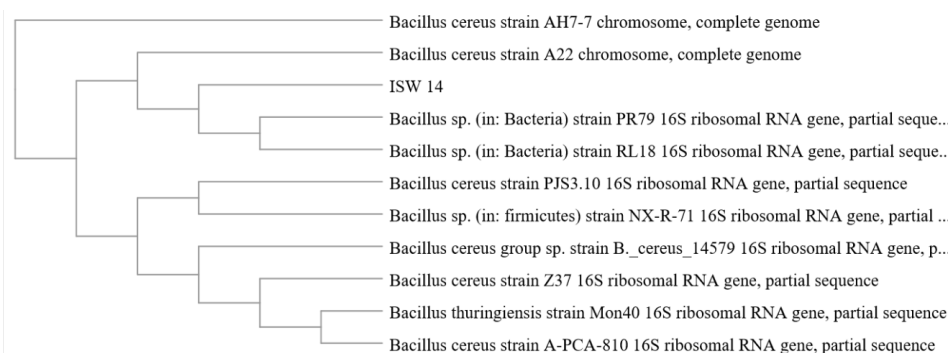 Bacillus cereus strain AH7-7 chromosome, complete genome
Bacillus cereus strain A22 chromosome, complete genome
ISW 14
Bacillus sp. (in: Bacteria) strain PR79 16S ribosomal RNA gene, partial seque...
Bacillus sp. (in: Bacteria) strain RL18 16S ribosomal RNA gene, partial seque...
Bacillus cereus strain PJS3.10 16S ribosomal RNA gene, partial sequence
Bacillus sp. (in: firmicutes) strain NX-R-71 16S ribosomal RNA gene, partial ...
Bacillus cereus group sp. strain B._cereus_14579 16S ribosomal RNA gene, p...
Bacillus cereus strain Z37 16S ribosomal RNA gene, partial sequence
Bacillus thuringiensis strain Mon40 16S ribosomal RNA gene, partial sequence
Bacillus cereus strain A-PCA-810 16S ribosomal RNA gene, partial sequence